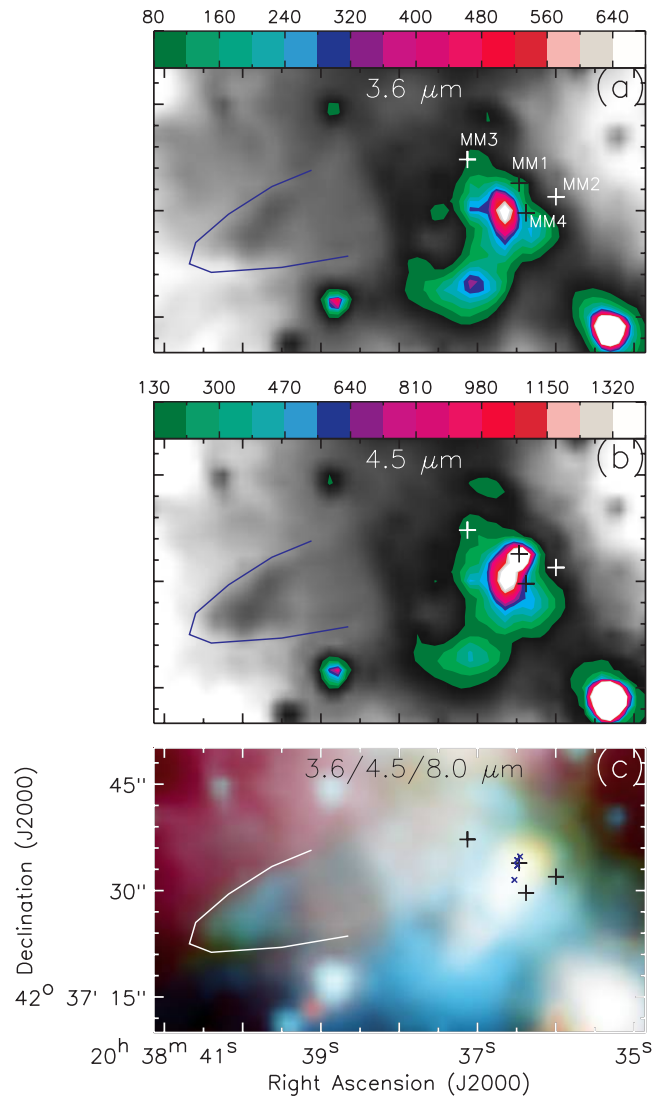 80 160 240 320 400 480 560 640
3.6 μm
(a)
MM3
MM1
MM2
MM4
130 300 470 640 810 980 1150 1320
4.5 μm
(b)
3.6/4.5/8.0 μm
(c)
45''
30''
42° 37' 15''
Declination (J2000)
20ʰ 38ᵐ 41ˢ 39ˢ 37ˢ 35ˢ
Right Ascension (J2000)